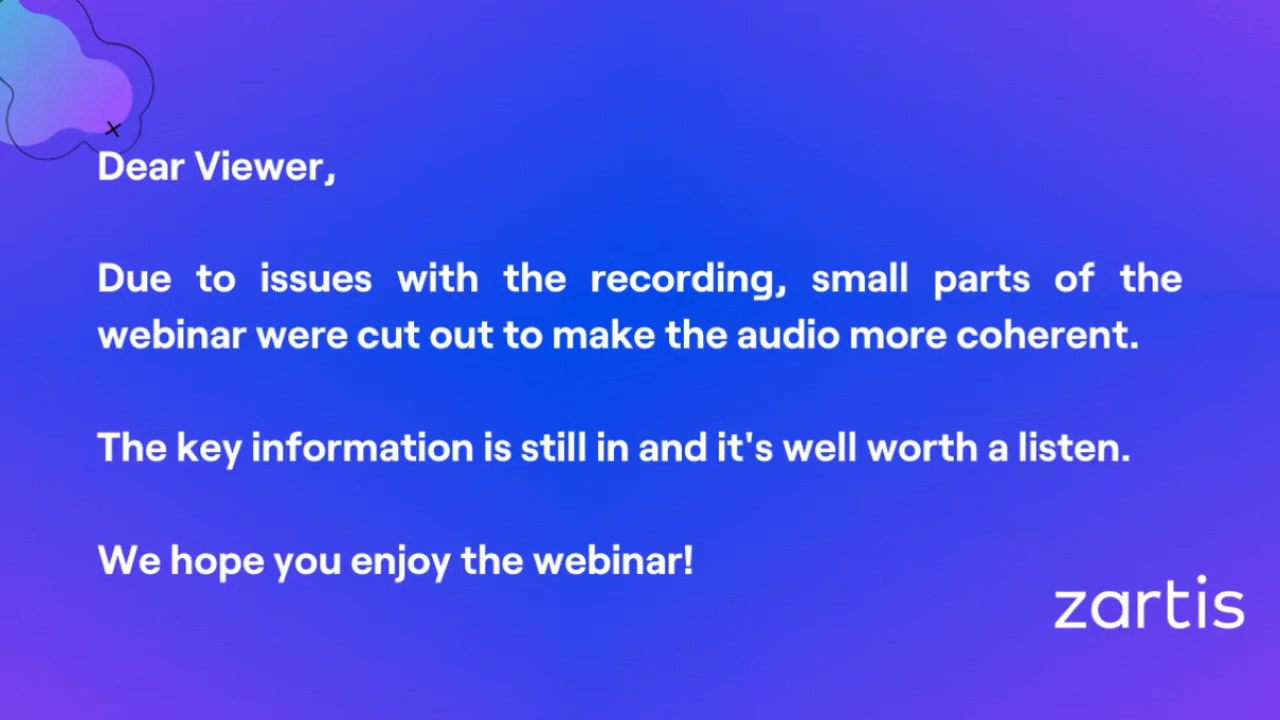 Dear Viewer,
Due to issues with the recording, small parts of the
webinar were cut out to make the audio more coherent.
The key information is still in and it's well worth a listen.
We hope you enjoy the webinar!
zartis